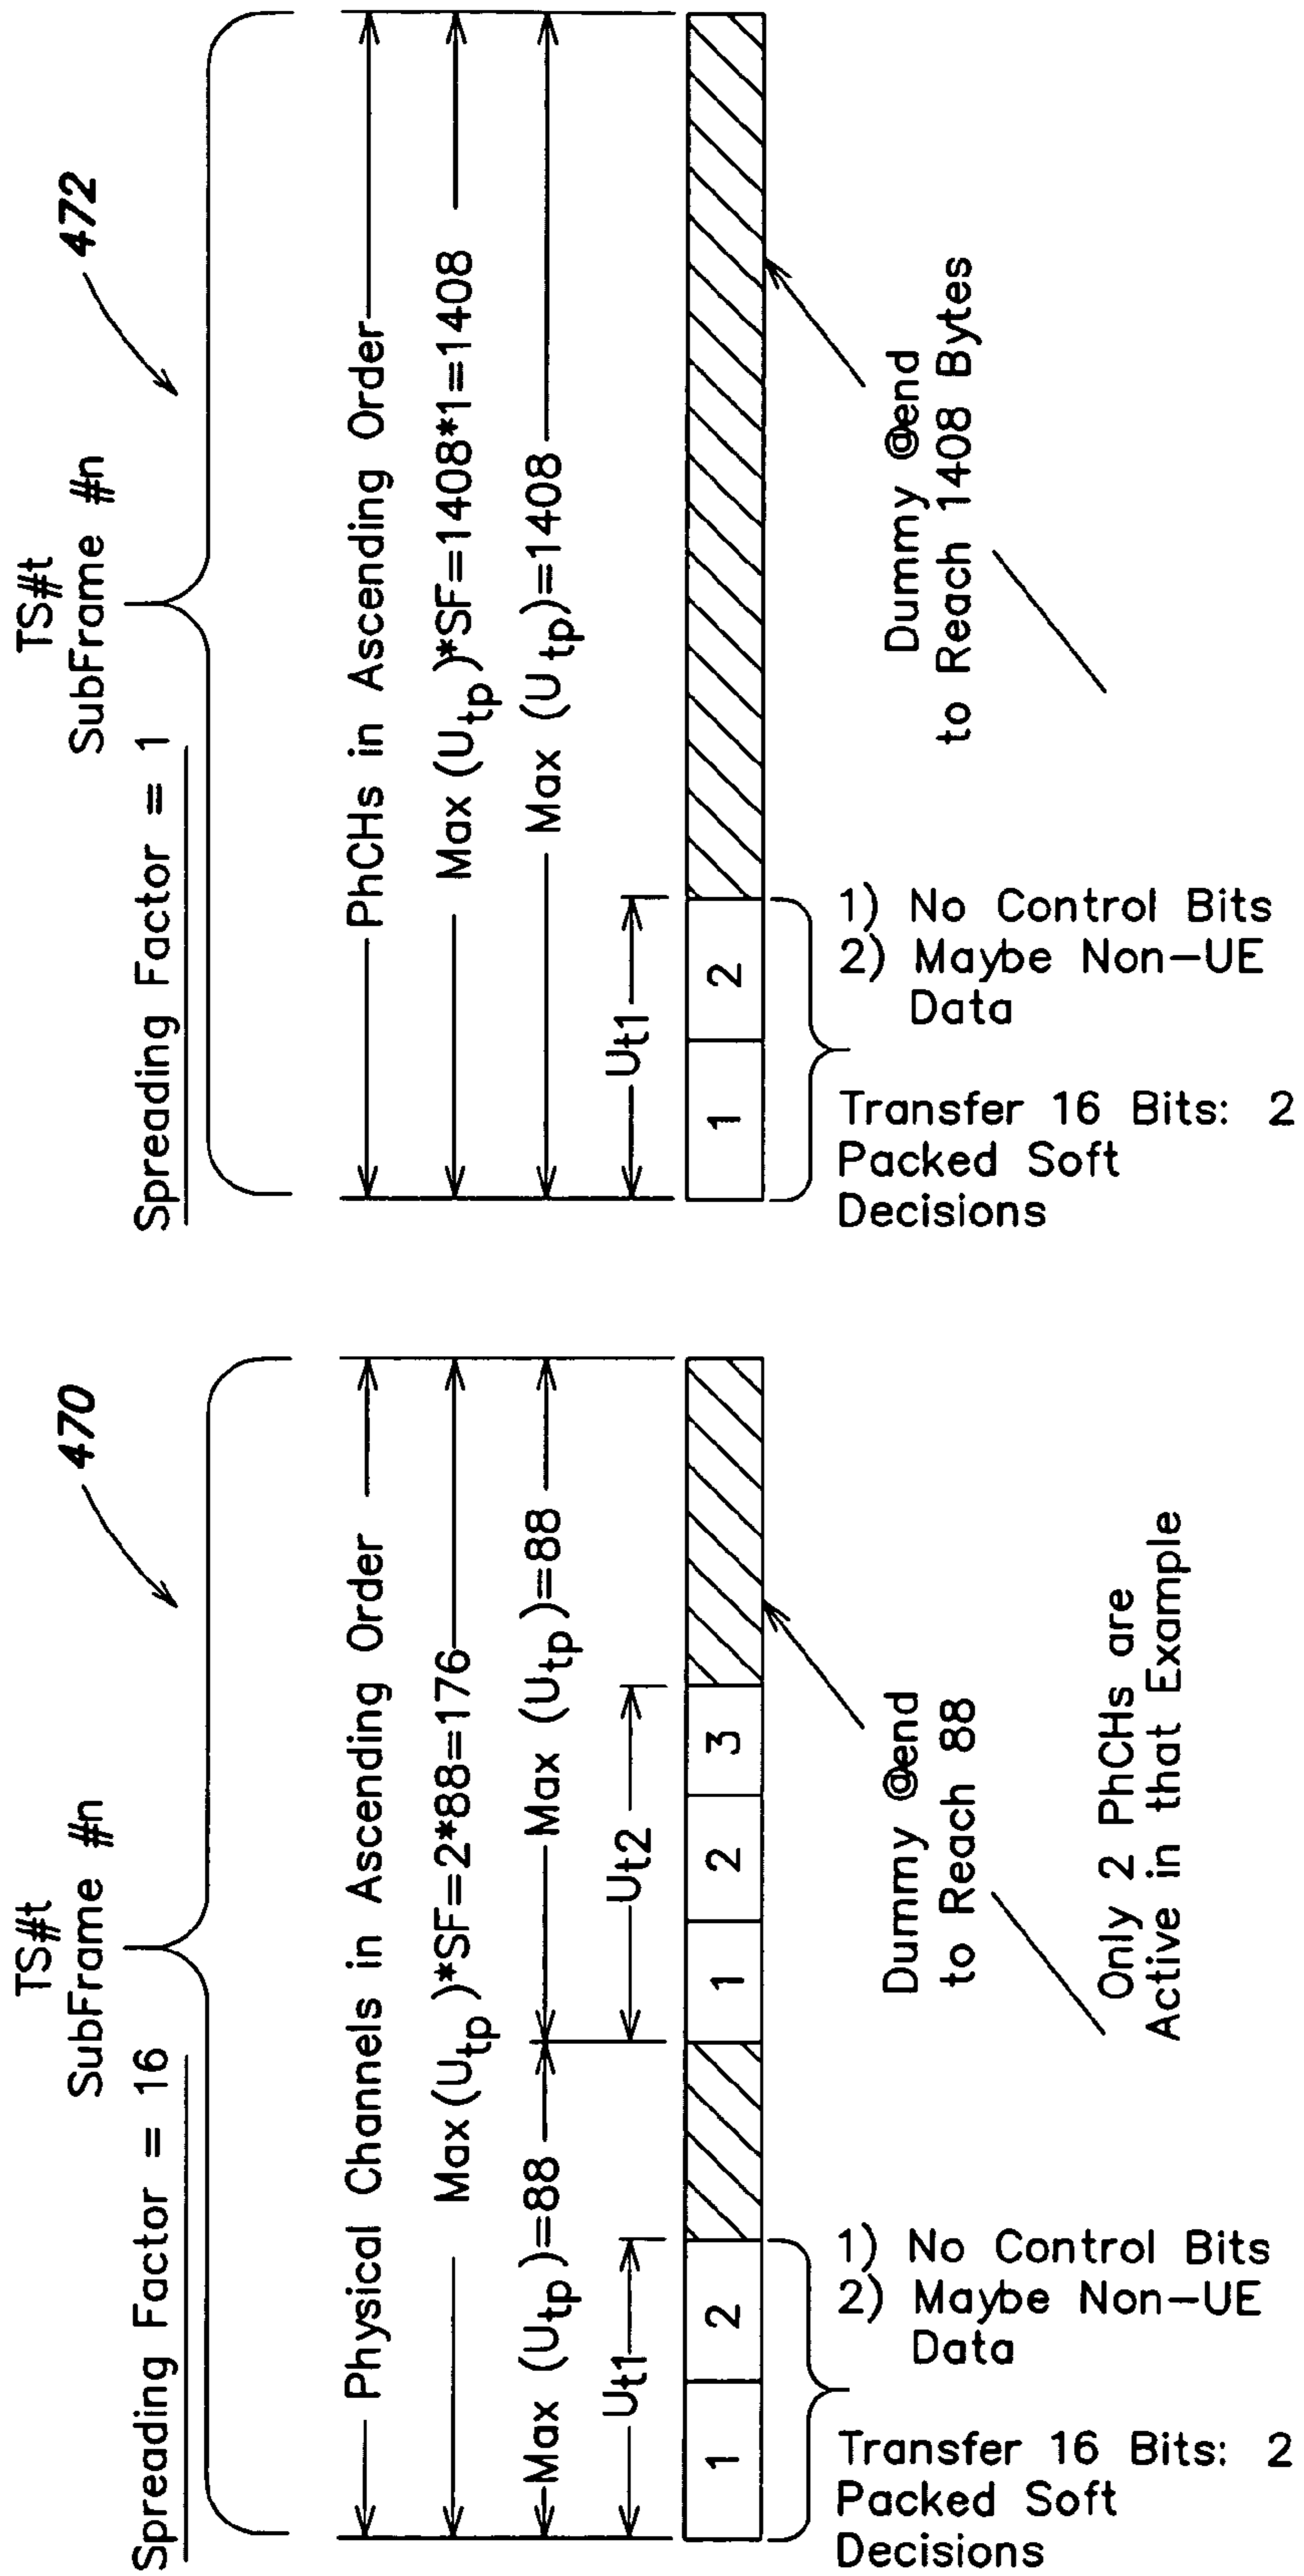 TS#t
SubFrame #n
470
Spreading Factor = 16
Physical Channels in Ascending Order
Max(Utp)*SF=2*88=176
Max (Utp)=88
Max (Utp)=88
Ut1
Ut2
1
2
1
2
3
1) No Control Bits
2) Maybe Non-UE
Data
Transfer 16 Bits: 2
Packed Soft
Decisions
Dummy @end
to Reach 88
Only 2 PhCHs are
Active in that Example
TS#t
SubFrame #n
472
Spreading Factor = 1
PhCHs in Ascending Order
Max (Utp)*SF=1408*1=1408
Max (Utp)=1408
Ut1
1
2
1) No Control Bits
2) Maybe Non-UE
Data
Transfer 16 Bits: 2
Packed Soft
Decisions
Dummy @end
to Reach 1408 Bytes